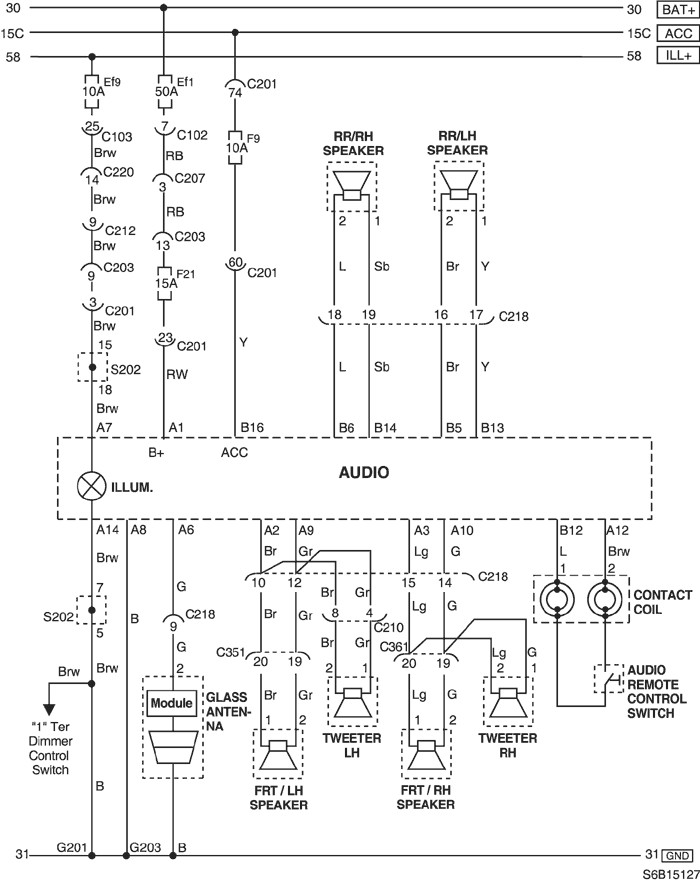 30 30 BAT+
15C 15C ACC
58 58 ILL+
Ef9 Ef1 C201
10A 50A 74
25 C103 7 C102 F9
10A
RR/RH RR/LH
SPEAKER SPEAKER
Brw RB
14 C220 3 C207
Brw RB
2 1 2 1
9 C212
Brw 13 C203
9 C203 F21 60 C201
15A
L Sb Br Y
3 C201
Brw 18 19 16 17 C218
15 23 C201 Y
S202 RW L Sb Br Y
18
Brw
A7 A1 B16 B6 B14 B5 B13
B+ ACC
AUDIO
ILLUM.
A14 A8 A6 A2 A9 A3 A10 B12 A12
Brw Br Gr Lg G L Brw
1 2
7 G 10 12 15 14 C218
Br Gr
CONTACT
COIL
S202 B C218 Br Gr 8 4 Lg G
5 9 C210
G C351 Br Gr C361
20 19 20 19 Lg G
Brw Brw 2 2 1 2 1
AUDIO
REMOTE
CONTROL
SWITCH
Module GLASS
ANTEN-
NA
Br Gr Lg G
1 2 1 2
"1" Ter
Dimmer
Control
Switch
TWEETER TWEETER
LH RH
B
FRT / LH FRT / RH
SPEAKER SPEAKER
31 G201 G203 B 31 GND
S6B15127